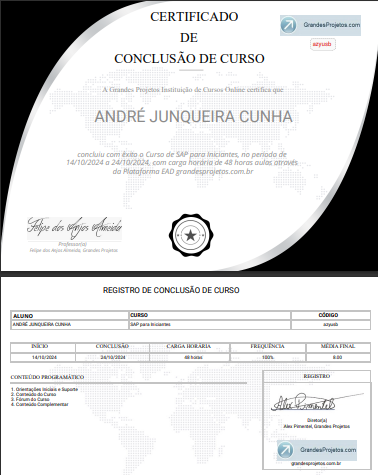 CERTIFICADO
DE
CONCLUSÃO DE CURSO
GrandesProjetos.com
azyusb
A Grandes Projetos Instituição de Cursos Online certifica que
ANDRÉ JUNQUEIRA CUNHA
concluiu com êxito o Curso de SAP para Iniciantes, no período de
14/10/2024 a 24/10/2024, com carga horária de 48 horas aulas através
da Plataforma EAD grandesprojetos.com.br
Felipe dos Anjos Almeida
Professor(a)
Felipe dos Anjos Almeida, Grandes Projetos
REGISTRO DE CONCLUSÃO DE CURSO
ALUNO CURSO CÓDIGO
ANDRÉ JUNQUEIRA CUNHA SAP para Iniciantes azyusb
INÍCIO CONCLUSÃO CARGA HORÁRIA FREQUÊNCIA MÉDIA FINAL
14/10/2024 24/10/2024 48 horas 100% 8.00
CONTEÚDO PROGRAMÁTICO
1. Orientações Iniciais e Suporte
2. Conteúdo do Curso
3. Fórum do Curso
4. Conteúdo Complementar
REGISTRO
Alex Pimentel
Diretor(a)
Alex Pimentel, Grandes Projetos
GrandesProjetos.com
grandesprojetos.com.br